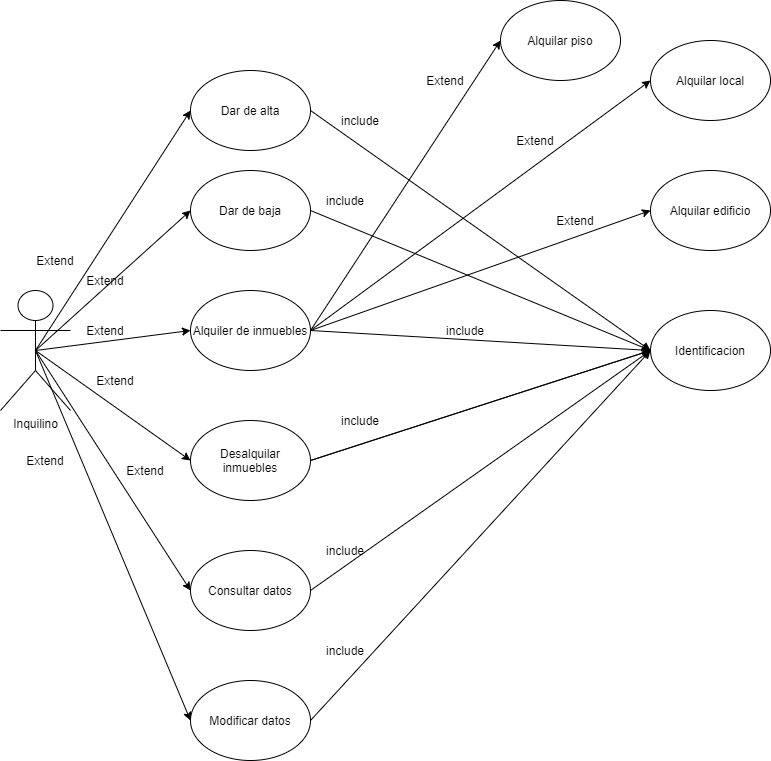 Alquilar piso
Alquilar local
Extend
Dar de alta
include
Extend
Dar de baja
include
Extend
Alquilar edificio
Extend
Extend
Extend
Alquiler de inmuebles
include
Identificacion
Extend
Inquilino
include
Extend
Extend
Desalquilar
inmuebles
include
Consultar datos
include
Modificar datos